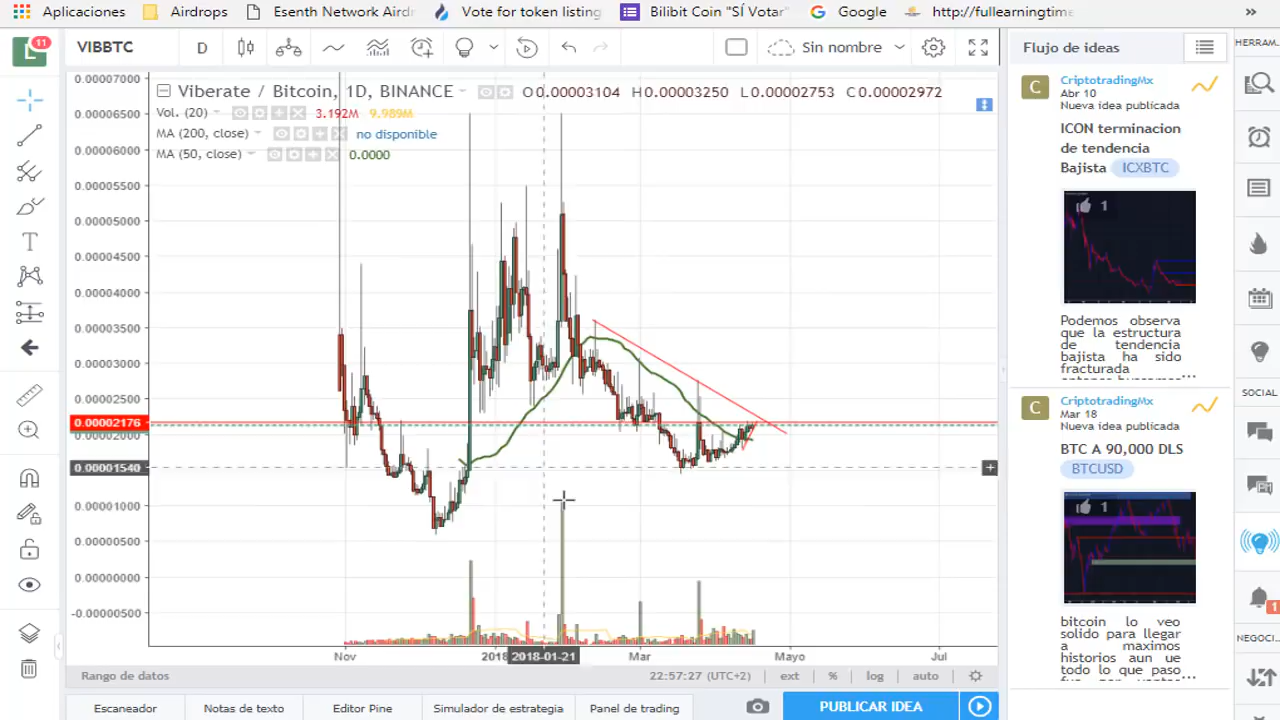 Aplicaciones
Airdrops
Esenth Network Airdr
Vote for token listing
Bilibit Coin "SÍ Votar"
Google
http://fullearningtime
»
L
11
VIBBTC
D
Sin nombre
Flujo de ideas
HERRAM
Viberate / Bitcoin, 1D, BINANCE
O0.00003104 H0.00003250 L0.00002753 C0.00002972
Vol. (20)
3.192M
9.989M
MA (200, close)
no disponible
MA (50, close)
0.0000
0.00007000
0.00006500
0.00006000
0.00005500
0.00005000
0.00004500
0.00004000
0.00003500
0.00003000
0.00002500
0.00002176
0.00002000
0.00001540
0.00001000
0.00000500
0.00000000
-0.00000500
Nov
2018
2018-01-21
Mar
Mayo
Jul
Rango de datos
22:57:27 (UTC+2)
ext
%
log
auto
Escaneador
Notas de texto
Editor Pine
Simulador de estrategia
Panel de trading
PUBLICAR IDEA
C
CriptotradingMx
Abr 10
Nueva idea publicada
ICON terminacion
de tendencia
Bajista ICXBTC
1
Podemos observa
que la estructura
de tendencia
bajista ha sido
fracturada
C
CriptotradingMx
Mar 18
Nueva idea publicada
BTC A 90,000 DLS
BTCUSD
1
bitcoin lo veo
solido para llegar
a maximos
historios aun ue
todo lo que paso
SOCIAL
1
NEGOCI